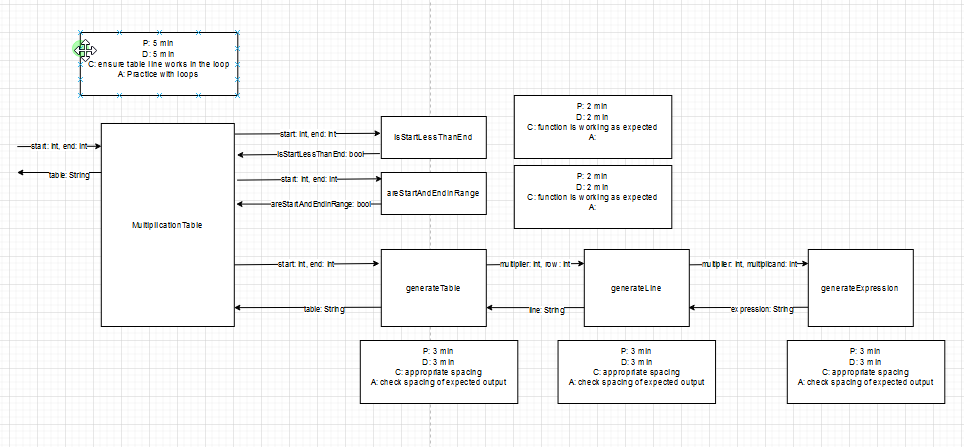 P: 5 min
D: 5 min
C: ensure table line works in the loop
A: Practice with loops
P: 2 min
D: 2 min
C: function is working as expected
A:
start: int, end: int
isStartLessThanEnd
start: int, end: int
isStartLessThanEnd: bool
table: String
start: int, end: int
areStartAndEndInRange
areStartAndEndInRange: bool
P: 2 min
D: 2 min
C: function is working as expected
A:
MultiplicationTable
start: int, end: int
multiplier: int, row : int
multiplier: int, multiplicand: int
generateTable
generateLine
generateExpression
table: String
line: String
expression: String
P: 3 min
D: 3 min
C: appropriate spacing
A: check spacing of expected output
P: 3 min
D: 3 min
C: appropriate spacing
A: check spacing of expected output
P: 3 min
D: 3 min
C: appropriate spacing
A: check spacing of expected output